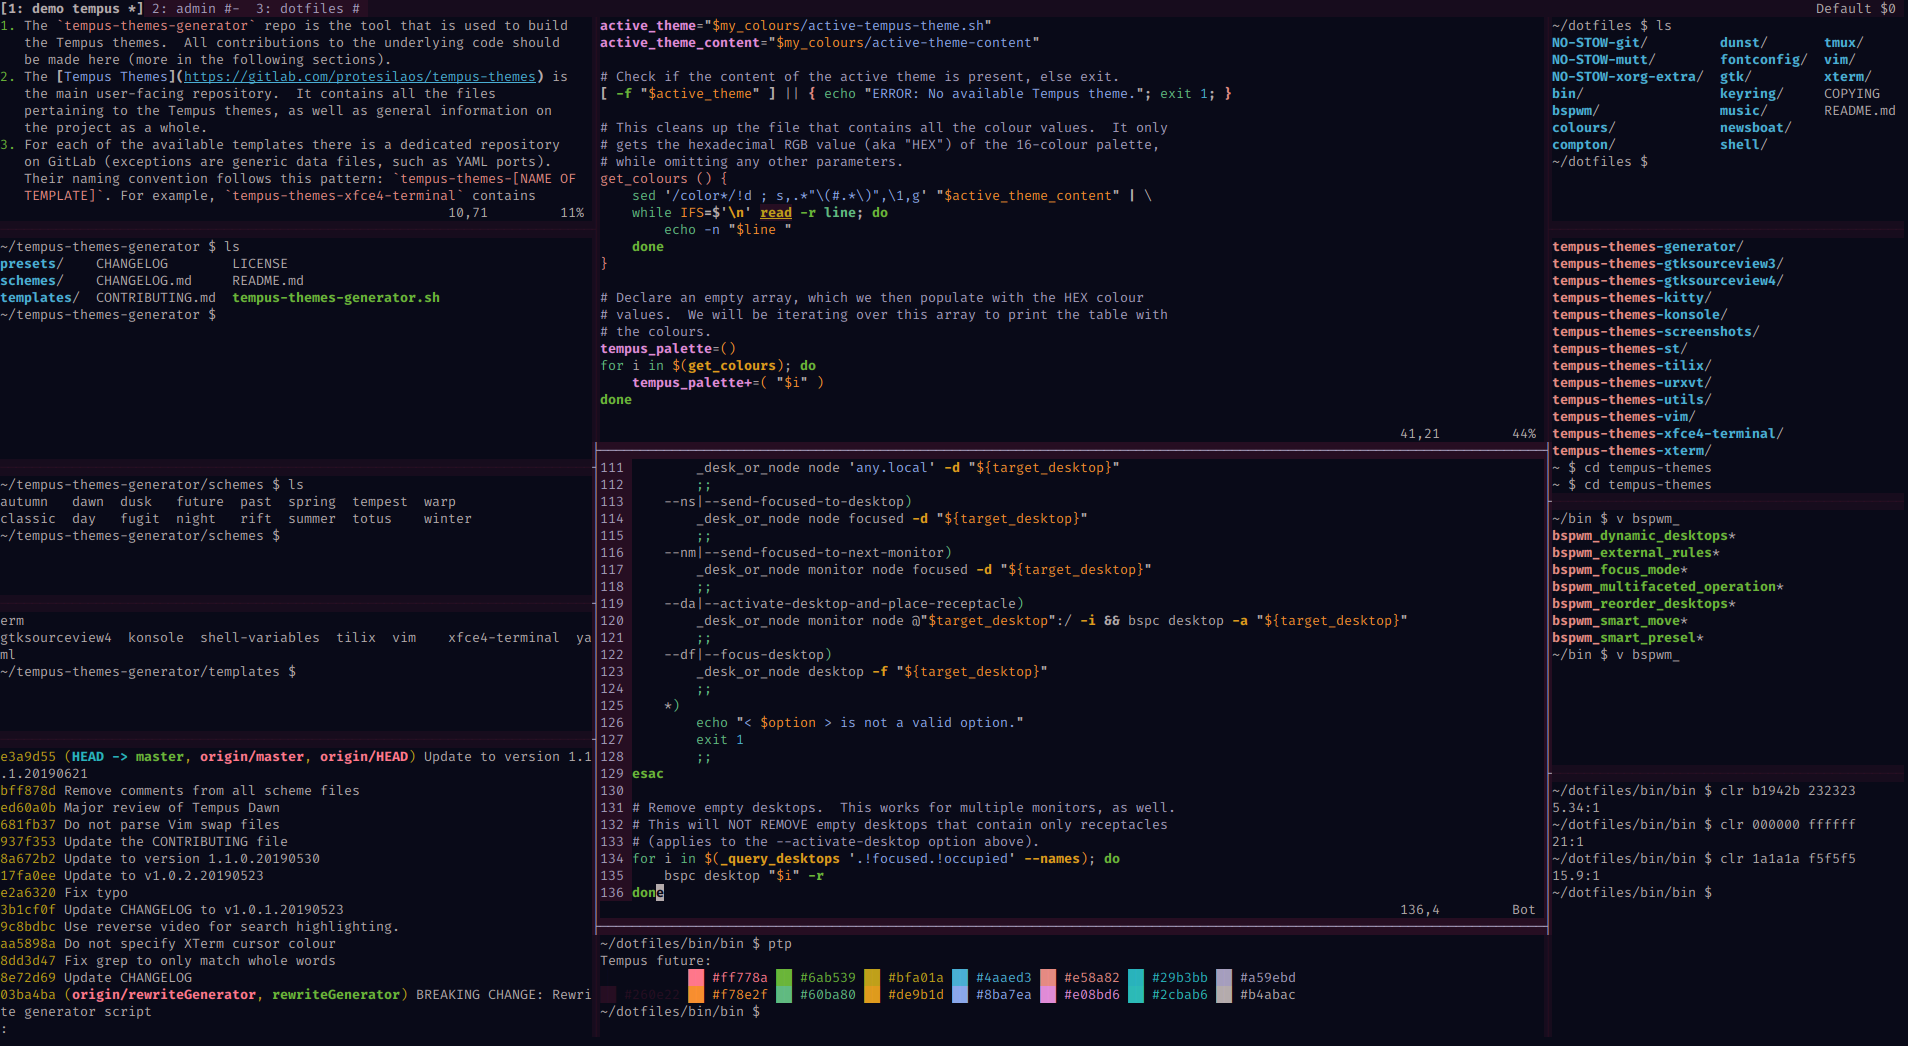 [1: demo tempus *] 2: admin #-  3: dotfiles #
Default $0
1. The `tempus-themes-generator` repo is the tool that is used to build
   the Tempus themes.  All contributions to the underlying code should
   be made here (more in the following sections).
2. The [Tempus Themes](https://gitlab.com/protesilaos/tempus-themes) is
   the main user-facing repository.  It contains all the files
   pertaining to the Tempus themes, as well as general information on
   the project as a whole.
3. For each of the available templates there is a dedicated repository
   on GitLab (exceptions are generic data files, such as YAML ports).
   Their naming convention follows this pattern: `tempus-themes-[NAME OF
   TEMPLATE]`. For example, `tempus-themes-xfce4-terminal` contains
10,71         11%
~/tempus-themes-generator $ ls
presets/    CHANGELOG        LICENSE
schemes/    CHANGELOG.md     README.md
templates/  CONTRIBUTING.md  tempus-themes-generator.sh
~/tempus-themes-generator $
~/tempus-themes-generator/schemes $ ls
autumn   dawn  dusk   future  past  spring  tempest  warp
classic  day   fugit  night   rift  summer  totus    winter
~/tempus-themes-generator/schemes $
erm
gtksourceview4  konsole  shell-variables  tilix  vim    xfce4-terminal  ya
ml
~/tempus-themes-generator/templates $
e3a9d55 (HEAD -> master, origin/master, origin/HEAD) Update to version 1.1
.1.20190621
bff878d Remove comments from all scheme files
ed60a0b Major review of Tempus Dawn
681fb37 Do not parse Vim swap files
937f353 Update the CONTRIBUTING file
8a672b2 Update to version 1.1.0.20190530
17fa0ee Update to v1.0.2.20190523
e2a6320 Fix typo
3b1cf0f Update CHANGELOG to v1.0.1.20190523
9c8bdbc Use reverse video for search highlighting.
aa5898a Do not specify XTerm cursor colour
8dd3d47 Fix grep to only match whole words
8e72d69 Update CHANGELOG
03ba4ba (origin/rewriteGenerator, rewriteGenerator) BREAKING CHANGE: Rewri
te generator script
:
active_theme="$my_colours/active-tempus-theme.sh"
active_theme_content="$my_colours/active-theme-content"
# Check if the content of the active theme is present, else exit.
[ -f "$active_theme" ] || { echo "ERROR: No available Tempus theme."; exit 1; }
# This cleans up the file that contains all the colour values.  It only
# gets the hexadecimal RGB value (aka "HEX") of the 16-colour palette,
# while omitting any other parameters.
get_colours () {
    sed '/color*/!d ; s,.*"\(#.*\)",\1,g' "$active_theme_content" | \
    while IFS=$'\n' read -r line; do
        echo -n "$line "
    done
}
# Declare an empty array, which we then populate with the HEX colour
# values.  We will be iterating over this array to print the table with
# the colours.
tempus_palette=()
for i in $(get_colours); do
    tempus_palette+=( "$i" )
done
41,21         44%
111         _desk_or_node node 'any.local' -d "${target_desktop}"
112         ;;
113     --ns|--send-focused-to-desktop)
114         _desk_or_node node focused -d "${target_desktop}"
115         ;;
116     --nm|--send-focused-to-next-monitor)
117         _desk_or_node monitor node focused -d "${target_desktop}"
118         ;;
119     --da|--activate-desktop-and-place-receptacle)
120         _desk_or_node monitor node @"$target_desktop":/ -i && bspc desktop -a "${target_desktop}"
121         ;;
122     --df|--focus-desktop)
123         _desk_or_node desktop -f "${target_desktop}"
124         ;;
125     *)
126         echo "< $option > is not a valid option."
127         exit 1
128         ;;
129 esac
130
131 # Remove empty desktops.  This works for multiple monitors, as well.
132 # This will NOT REMOVE empty desktops that contain only receptacles
133 # (applies to the --activate-desktop option above).
134 for i in $(_query_desktops '.!focused.!occupied' --names); do
135     bspc desktop "$i" -r
136 done
136,4         Bot
~/dotfiles/bin/bin $ ptp
Tempus future:
#ff778a #6ab539 #bfa01a #4aaed3 #e58a82 #29b3bb #a59ebd
#f78e2f #60ba80 #de9b1d #8ba7ea #e08bd6 #2cbab6 #b4abac
~/dotfiles/bin/bin $
~/dotfiles $ ls
NO-STOW-git/         dunst/       tmux/
NO-STOW-mutt/        fontconfig/  vim/
NO-STOW-xorg-extra/  gtk/         xterm/
bin/                 keyring/     COPYING
bspwm/               music/       README.md
colours/             newsboat/
compton/             shell/
~/dotfiles $
tempus-themes-generator/
tempus-themes-gtksourceview3/
tempus-themes-gtksourceview4/
tempus-themes-kitty/
tempus-themes-konsole/
tempus-themes-screenshots/
tempus-themes-st/
tempus-themes-tilix/
tempus-themes-urxvt/
tempus-themes-utils/
tempus-themes-vim/
tempus-themes-xfce4-terminal/
tempus-themes-xterm/
~ $ cd tempus-themes
~ $ cd tempus-themes
~/bin $ v bspwm_
bspwm_dynamic_desktops*
bspwm_external_rules*
bspwm_focus_mode*
bspwm_multifaceted_operation*
bspwm_reorder_desktops*
bspwm_smart_move*
bspwm_smart_presel*
~/bin $ v bspwm_
~/dotfiles/bin/bin $ clr b1942b 232323
5.34:1
~/dotfiles/bin/bin $ clr 000000 ffffff
21:1
~/dotfiles/bin/bin $ clr 1a1a1a f5f5f5
15.9:1
~/dotfiles/bin/bin $